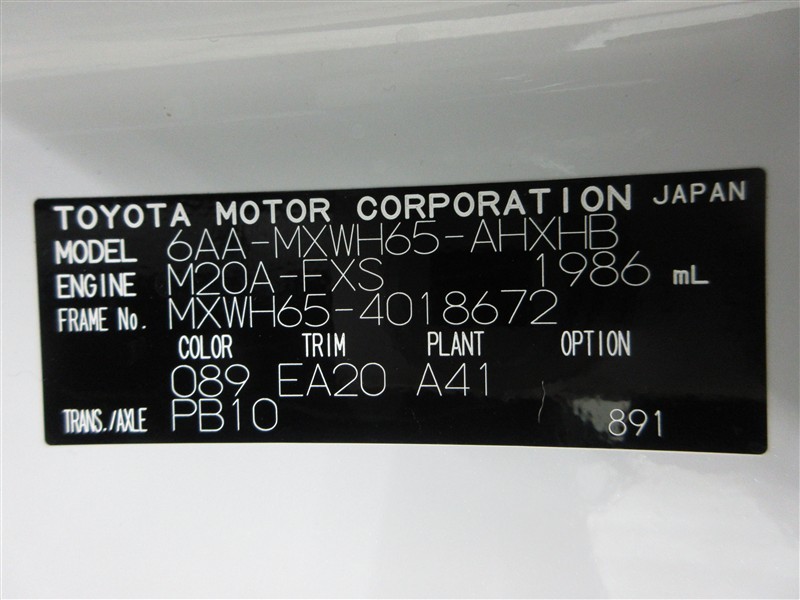 TOYOTA MOTOR CORPORATION JAPAN
MODEL 6AA-MXWH65-AHXHB
ENGINE M20A-FXS 1986 mL
FRAME No. MXWH65-4018672
COLOR TRIM PLANT OPTION
089 EA20 A41
TRANS./AXLE PB10 891